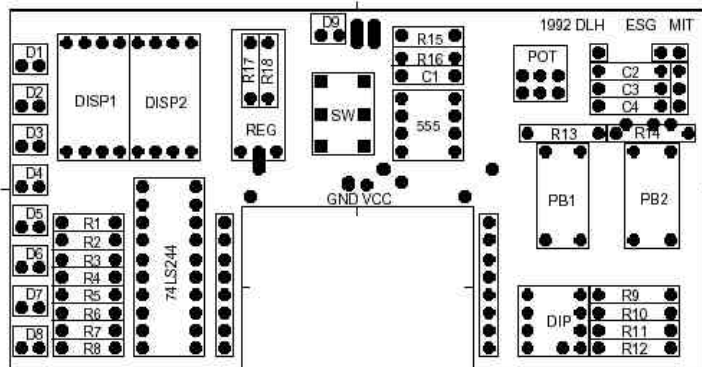 D9
1992 DLH ESG MIT
D1
R15
R16
C1
POT
C2
C3
C4
R17
R18
D2
DISP1
DISP2
SW
555
REG
R13
R14
D3
D4
GND VCC
PB1
PB2
D5
R1
R2
R3
R4
R5
R6
R7
R8
74LS244
D6
D7
D8
DIP
R9
R10
R11
R12